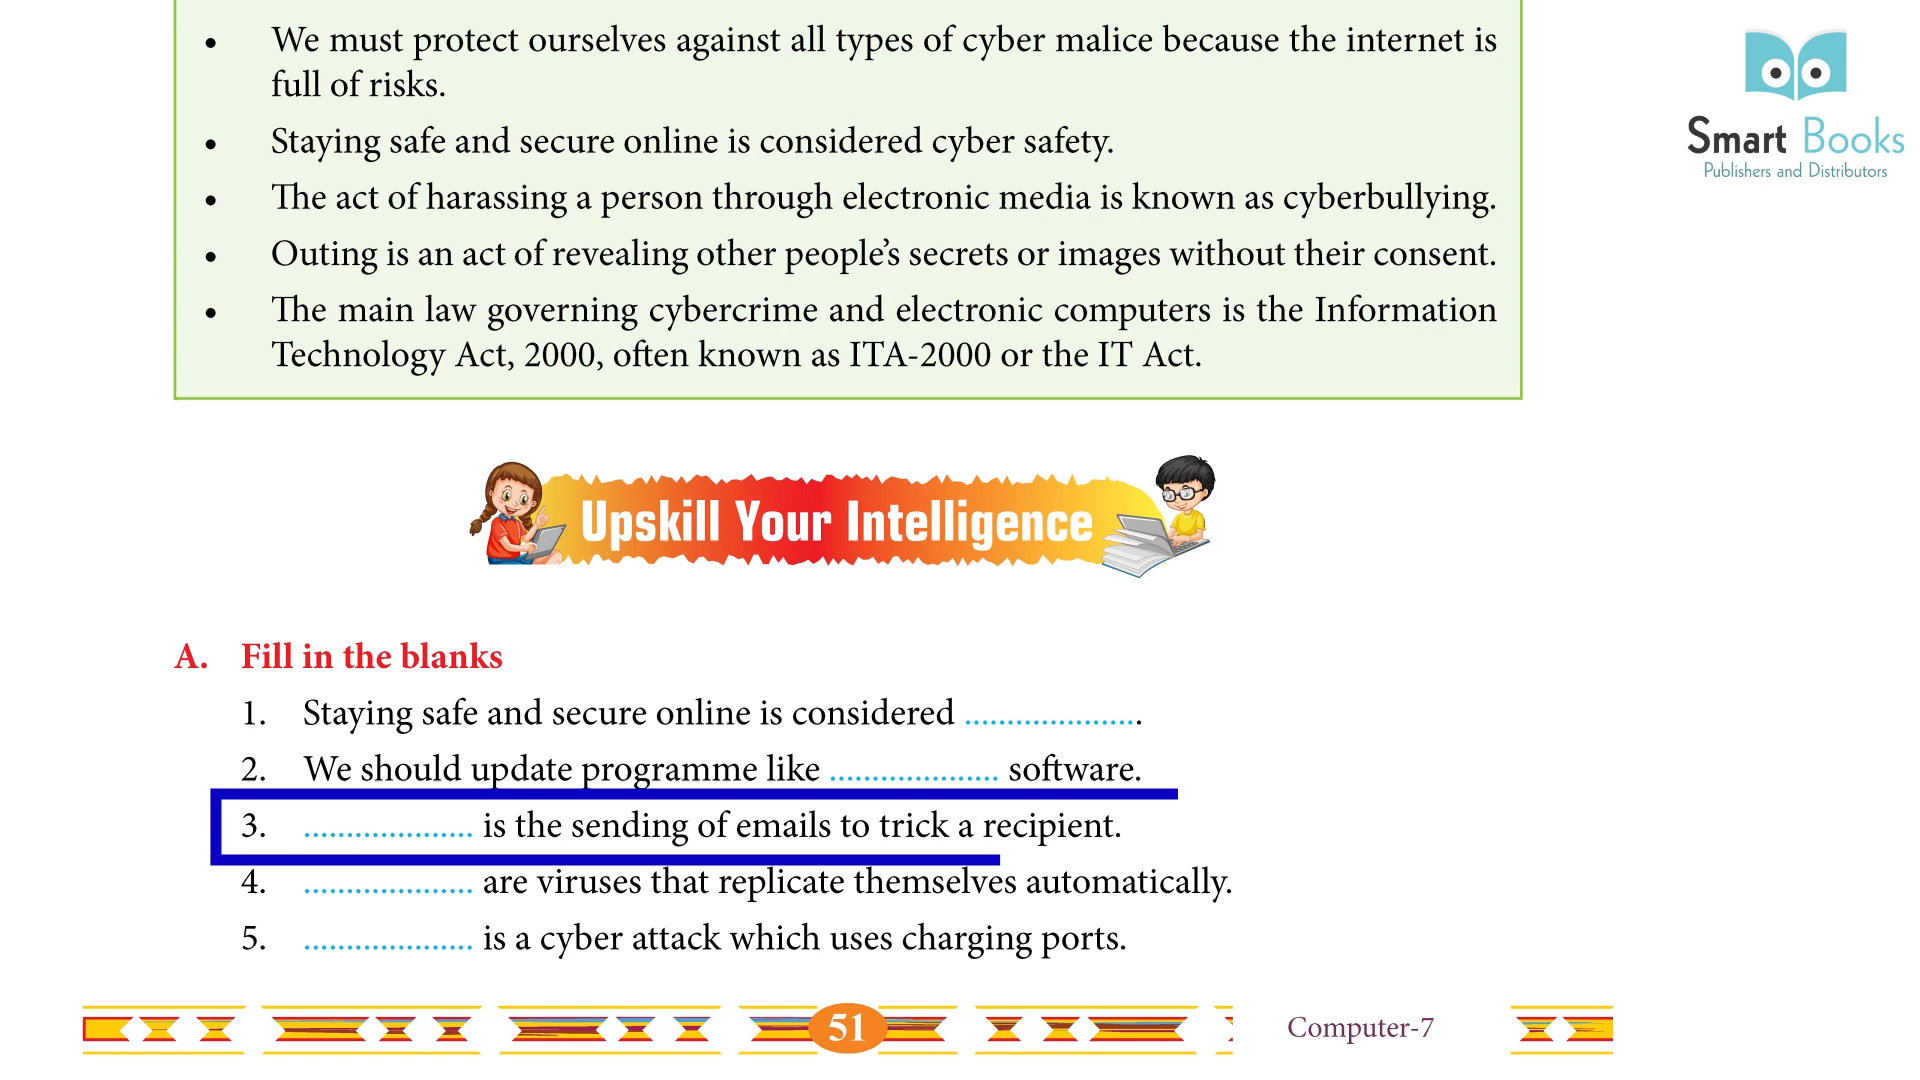 • We must protect ourselves against all types of cyber malice because the internet is
full of risks.
• Staying safe and secure online is considered cyber safety.
• The act of harassing a person through electronic media is known as cyberbullying.
• Outing is an act of revealing other people’s secrets or images without their consent.
• The main law governing cybercrime and electronic computers is the Information
Technology Act, 2000, often known as ITA-2000 or the IT Act.
Smart Books
Publishers and Distributors
Upskill Your Intelligence
A. Fill in the blanks
1. Staying safe and secure online is considered ....................
2. We should update programme like .................... software.
3. .................... is the sending of emails to trick a recipient.
4. .................... are viruses that replicate themselves automatically.
5. .................... is a cyber attack which uses charging ports.
51
Computer-7